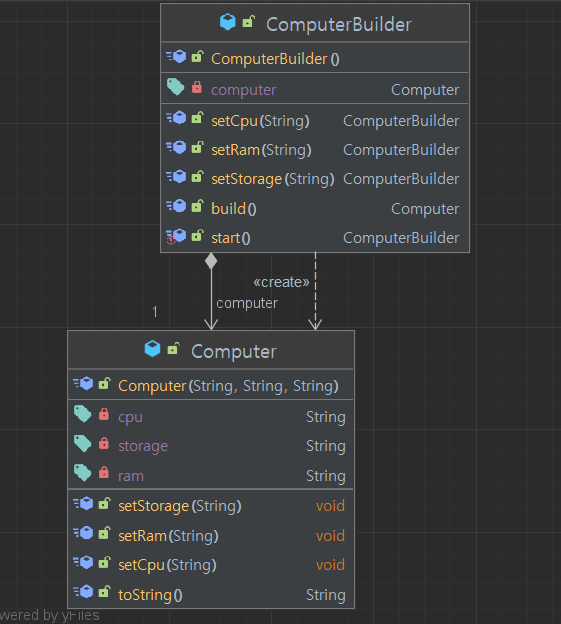 ComputerBuilder
ComputerBuilder()
computer Computer
setCpu(String) ComputerBuilder
setRam(String) ComputerBuilder
setStorage(String) ComputerBuilder
build() Computer
start() ComputerBuilder
«create»
1 computer
Computer
Computer(String, String, String)
cpu String
storage String
ram String
setStorage(String) void
setRam(String) void
setCpu(String) void
toString() String
wered by yFiles